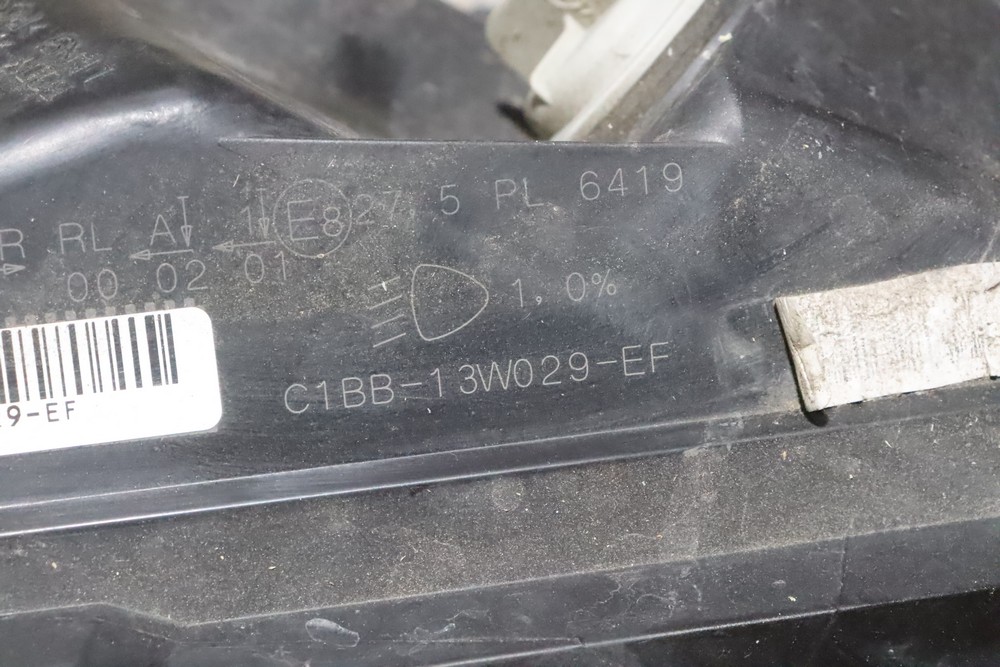 27. 5 PL 6419
R RL A 1 E8
00 02 01
1, 0%
C1BB-13W029-EF
9-EF